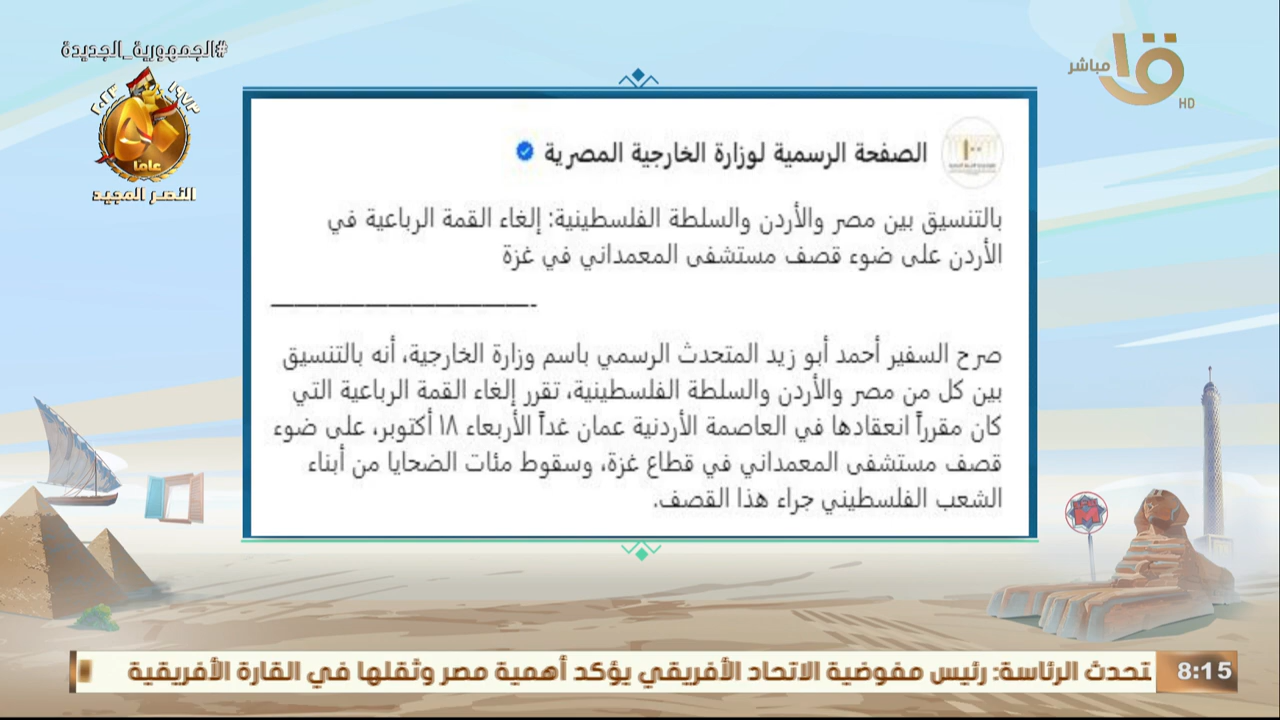 #الجمهورية_الجديدة
١٩٧٣
٢٠٢٣
٥٠
عاما
النصر المجيد
مباشر
HD
الصفحة الرسمية لوزارة الخارجية المصرية
بالتنسيق بين مصر والأردن والسلطة الفلسطينية: إلغاء القمة الرباعية في
الأردن على ضوء قصف مستشفى المعمداني في غزة
صرح السفير أحمد أبو زيد المتحدث الرسمي باسم وزارة الخارجية، أنه بالتنسيق
بين كل من مصر والأردن والسلطة الفلسطينية، تقرر إلغاء القمة الرباعية التي
كان مقرراً انعقادها في العاصمة الأردنية عمان غداً الأربعاء ١٨ أكتوبر، على ضوء
قصف مستشفى المعمداني في قطاع غزة، وسقوط مئات الضحايا من أبناء
الشعب الفلسطيني جراء هذا القصف.
8:15
تحدث الرئاسة: رئيس مفوضية الاتحاد الأفريقي يؤكد أهمية مصر وثقلها في القارة الأفريقية